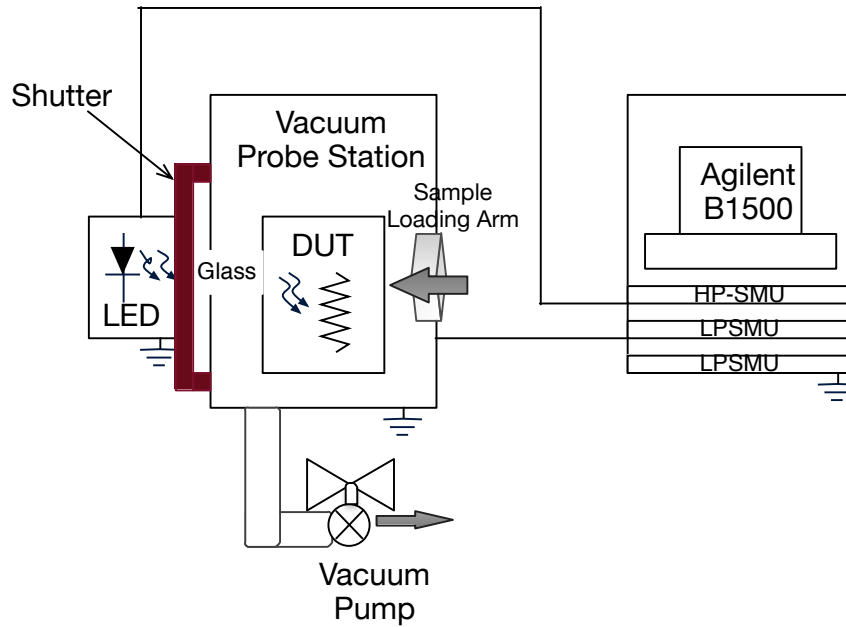 Shutter
Vacuum
Probe Station
Sample
Loading Arm
Agilent
B1500
Glass
DUT
LED
HP-SMU
LPSMU
LPSMU
Vacuum
Pump